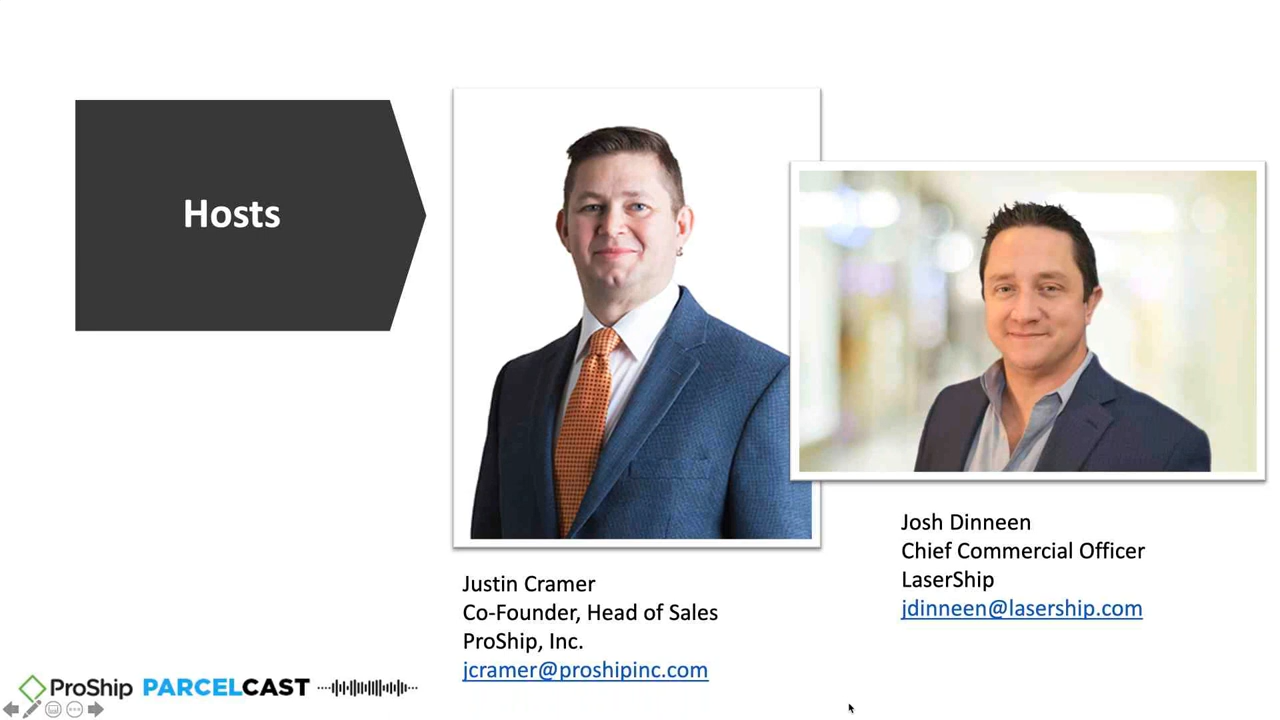 Hosts
Justin Cramer
Co-Founder, Head of Sales
ProShip, Inc.
jcramer@proshipinc.com
Josh Dinneen
Chief Commercial Officer
LaserShip
jdinneen@lasership.com
ProShip PARCELCAST